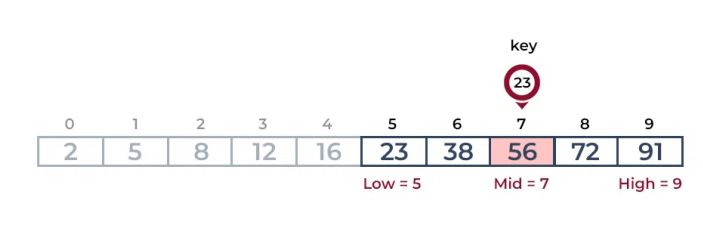 key
23
0 1 2 3 4 5 6 7 8 9
2 5 8 12 16 23 38 56 72 91
Low = 5 Mid = 7 High = 9